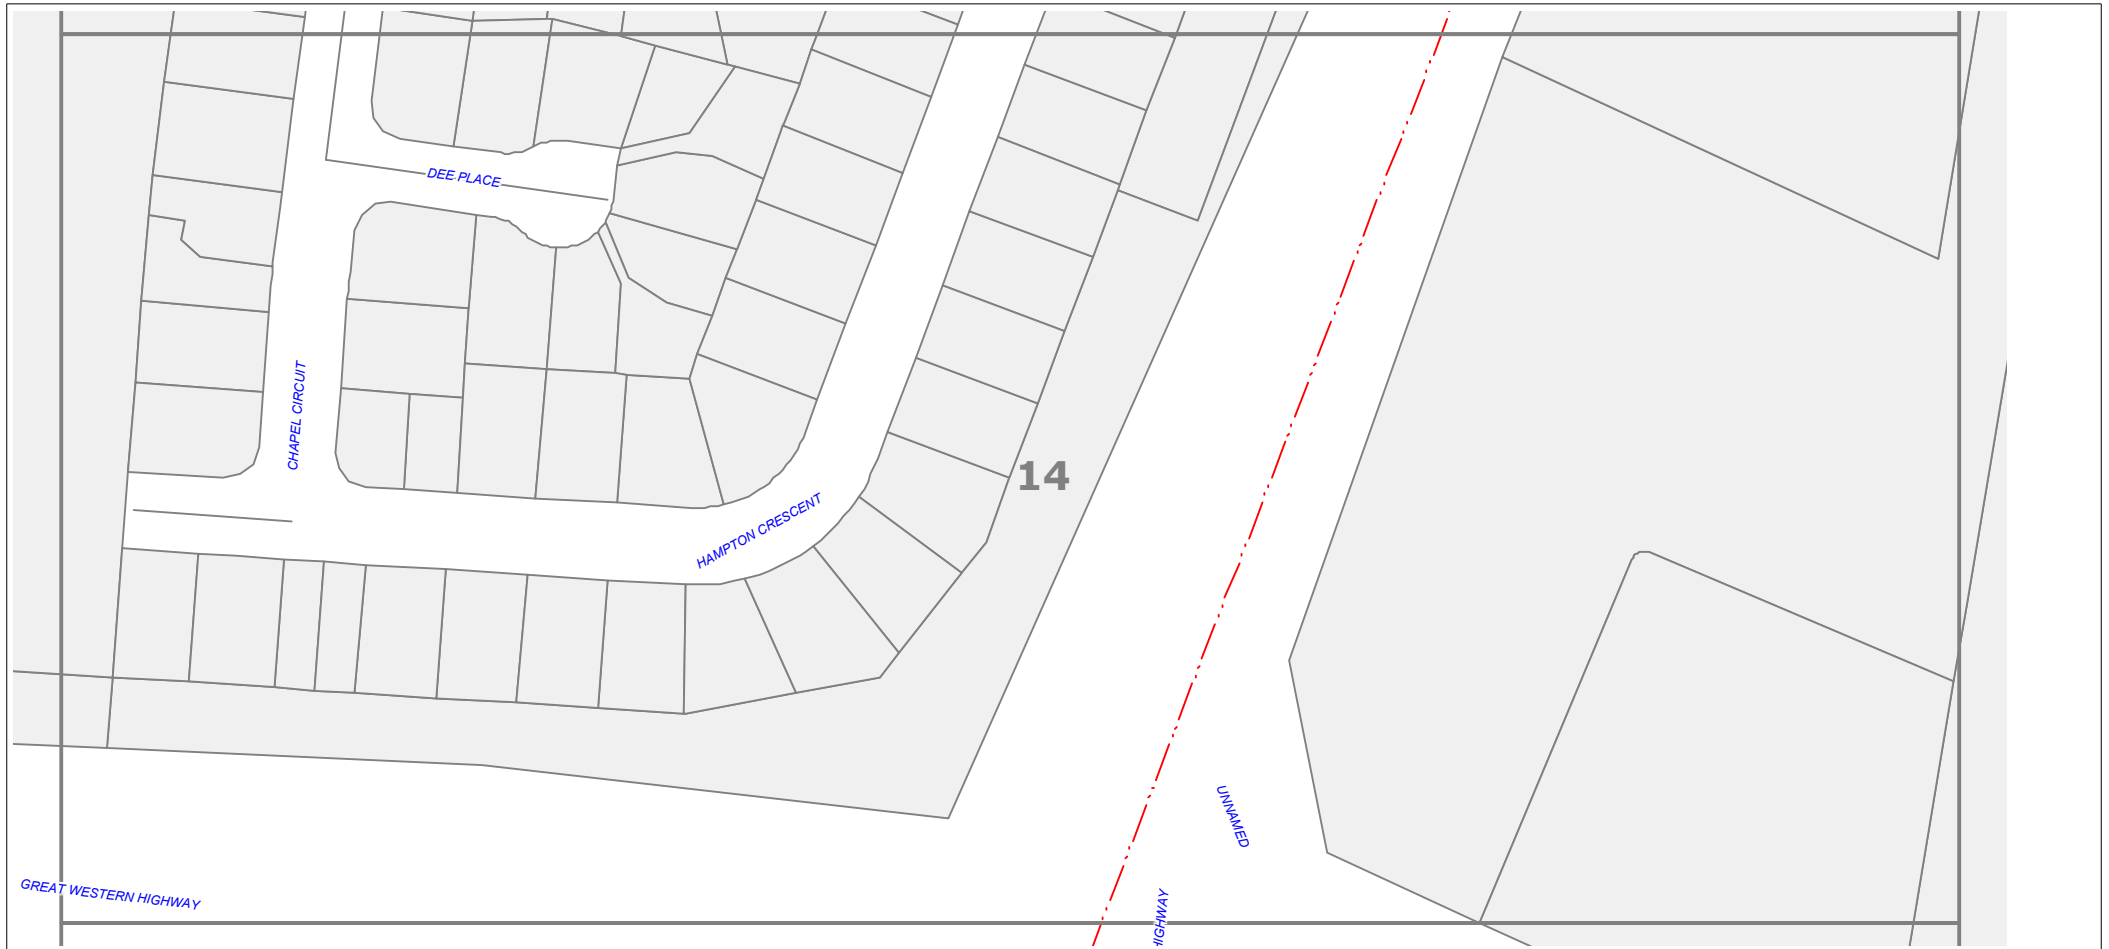 DEE PLACE
CHAPEL CIRCUIT
14
HAMPTON CRESCENT
UNNAMED
GREAT WESTERN HIGHWAY
HIGHWAY